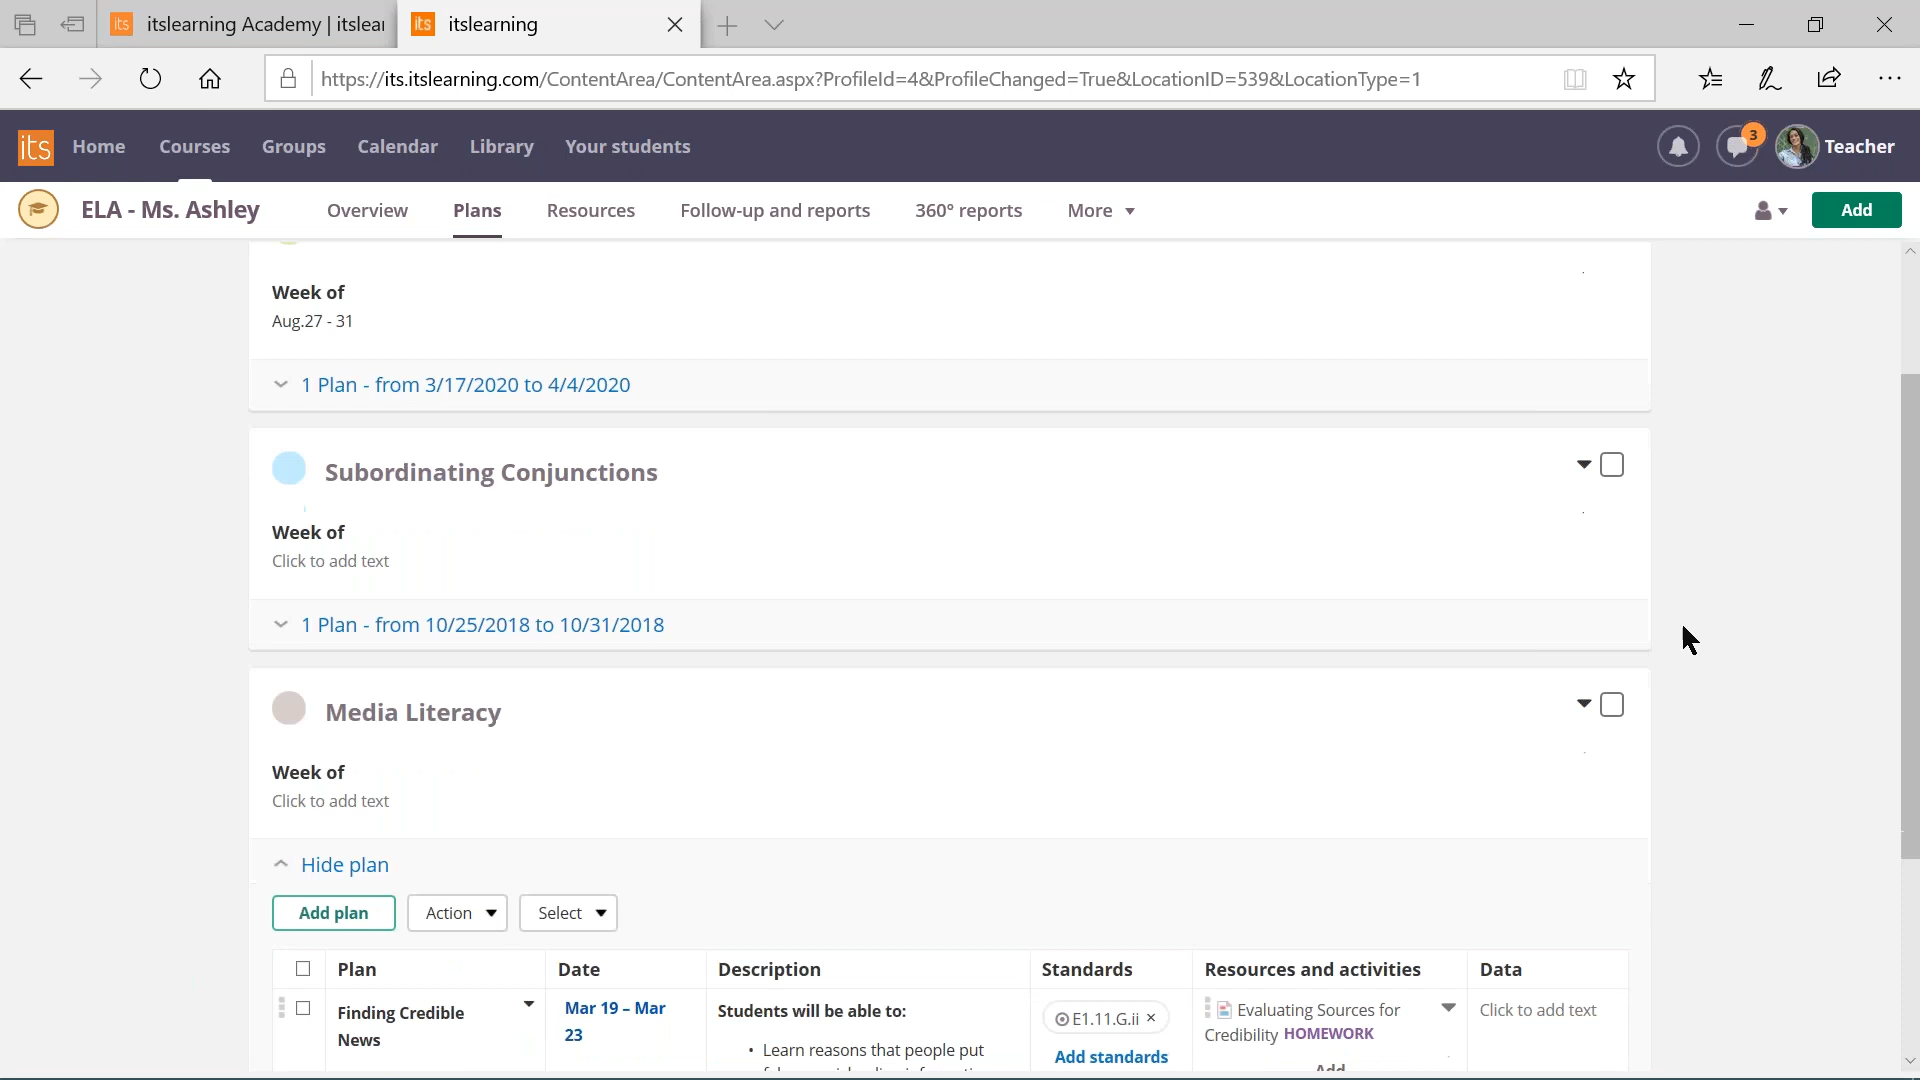 its itslearning Academy | itslear its itslearning
https://its.itslearning.com/ContentArea/ContentArea.aspx?ProfileId=4&ProfileChanged=True&LocationID=539&LocationType=1
its Home Courses Groups Calendar Library Your students 3 Teacher
ELA - Ms. Ashley Overview Plans Resources Follow-up and reports 360° reports More Add
Week of
Aug.27 - 31
1 Plan - from 3/17/2020 to 4/4/2020
Subordinating Conjunctions
Week of
Click to add text
1 Plan - from 10/25/2018 to 10/31/2018
Media Literacy
Week of
Click to add text
Hide plan
Add plan Action Select
Plan Date Description Standards Resources and activities Data
Finding Credible
News
Mar 19 – Mar
23
Students will be able to:
• Learn reasons that people put
E1.11.G.ii ×
Add standards
Evaluating Sources for
Credibility HOMEWORK
Add
Click to add text